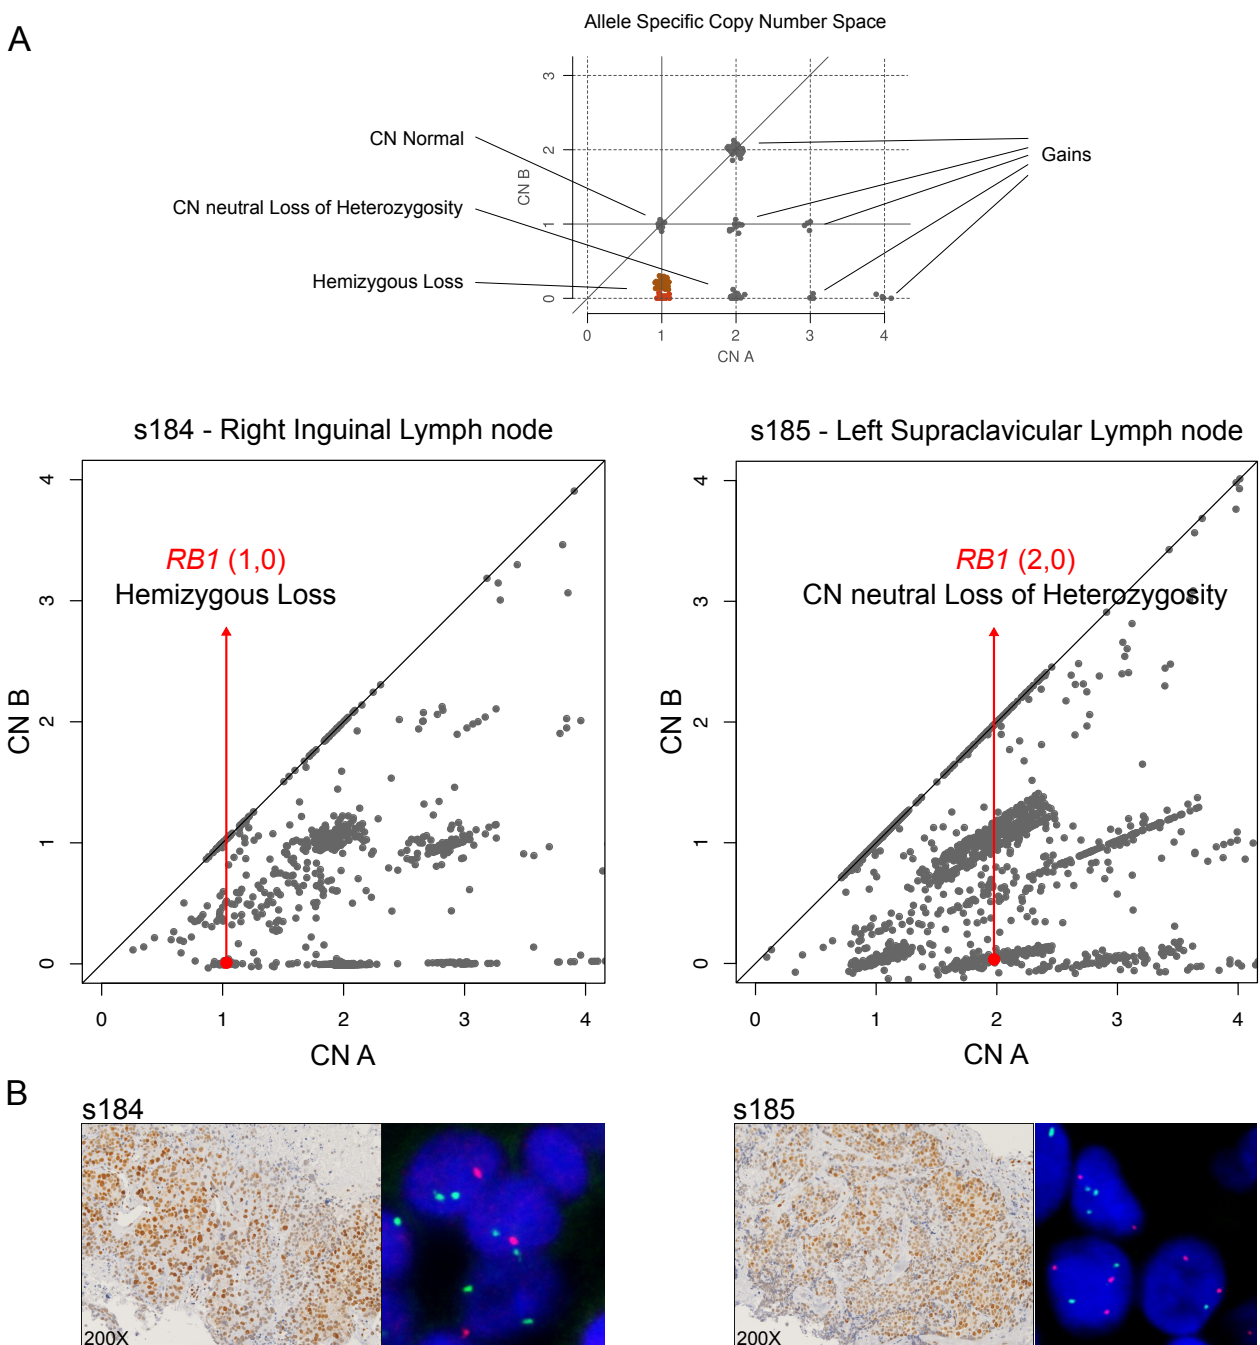 A
Allele Specific Copy Number Space
CN Normal
CN neutral Loss of Heterozygosity
Hemizygous Loss
Gains
3
2
1
0
CN B
0 1 2 3 4
CN A
s184 - Right Inguinal Lymph node
RB1 (1,0)
Hemizygous Loss
4
3
2
1
0
CN B
0 1 2 3 4
CN A
s185 - Left Supraclavicular Lymph node
RB1 (2,0)
CN neutral Loss of Heterozygosity
4
3
2
1
0
CN B
0 1 2 3 4
CN A
B
s184
200X
s185
200X